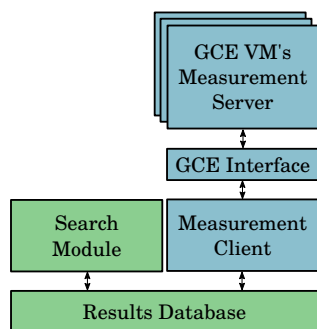 GCE VM's
Measurement
Server
GCE Interface
Search
Module
Measurement
Client
Results Database